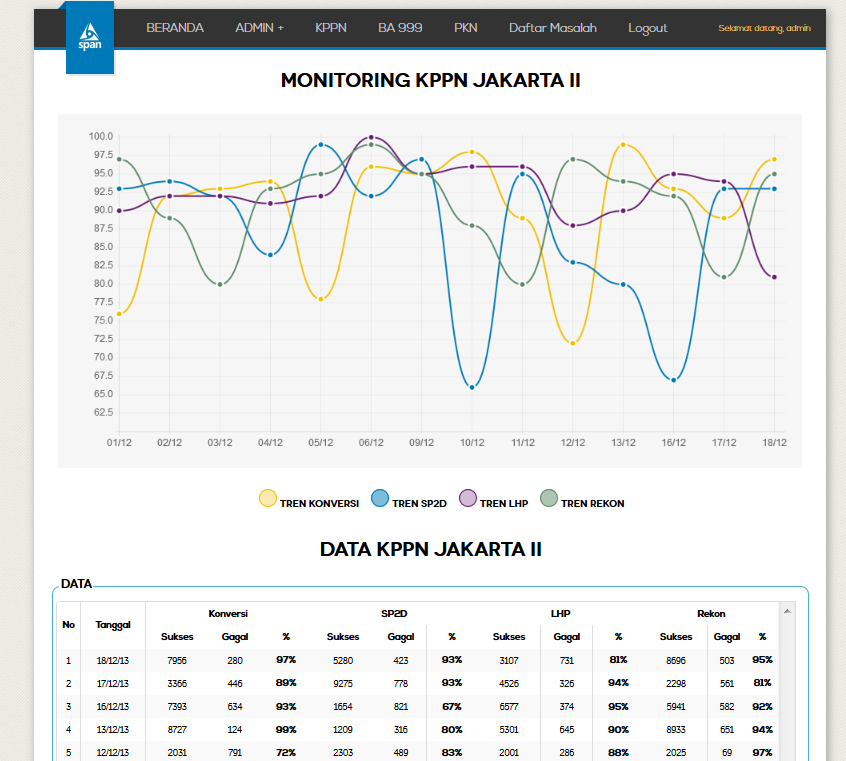 span
BERANDA ADMIN + KPPN BA 999 PKN Daftar Masalah Logout Selamat datang, admin
MONITORING KPPN JAKARTA II
100.0
97.5
95.0
92.5
90.0
87.5
85.0
82.5
80.0
77.5
75.0
72.5
70.0
67.5
65.0
62.5
01/12 02/12 03/12 04/12 05/12 06/12 09/12 10/12 11/12 12/12 13/12 16/12 17/12 18/12
TREN KONVERSI TREN SP2D TREN LHP TREN REKON
DATA KPPN JAKARTA II
DATA
No Tanggal Konversi SP2D LHP Rekon
Sukses Gagal % Sukses Gagal % Sukses Gagal % Sukses Gagal %
1 18/12/13 7956 280 97% 5280 423 93% 3107 731 81% 8696 503 95%
2 17/12/13 3366 446 89% 9275 778 93% 4526 326 94% 2298 561 81%
3 16/12/13 7393 634 93% 1654 821 67% 6577 374 95% 5941 582 92%
4 13/12/13 8727 124 99% 1209 316 80% 5301 645 90% 8933 651 94%
5 12/12/13 2031 791 72% 2303 489 83% 2001 286 88% 2025 69 97%